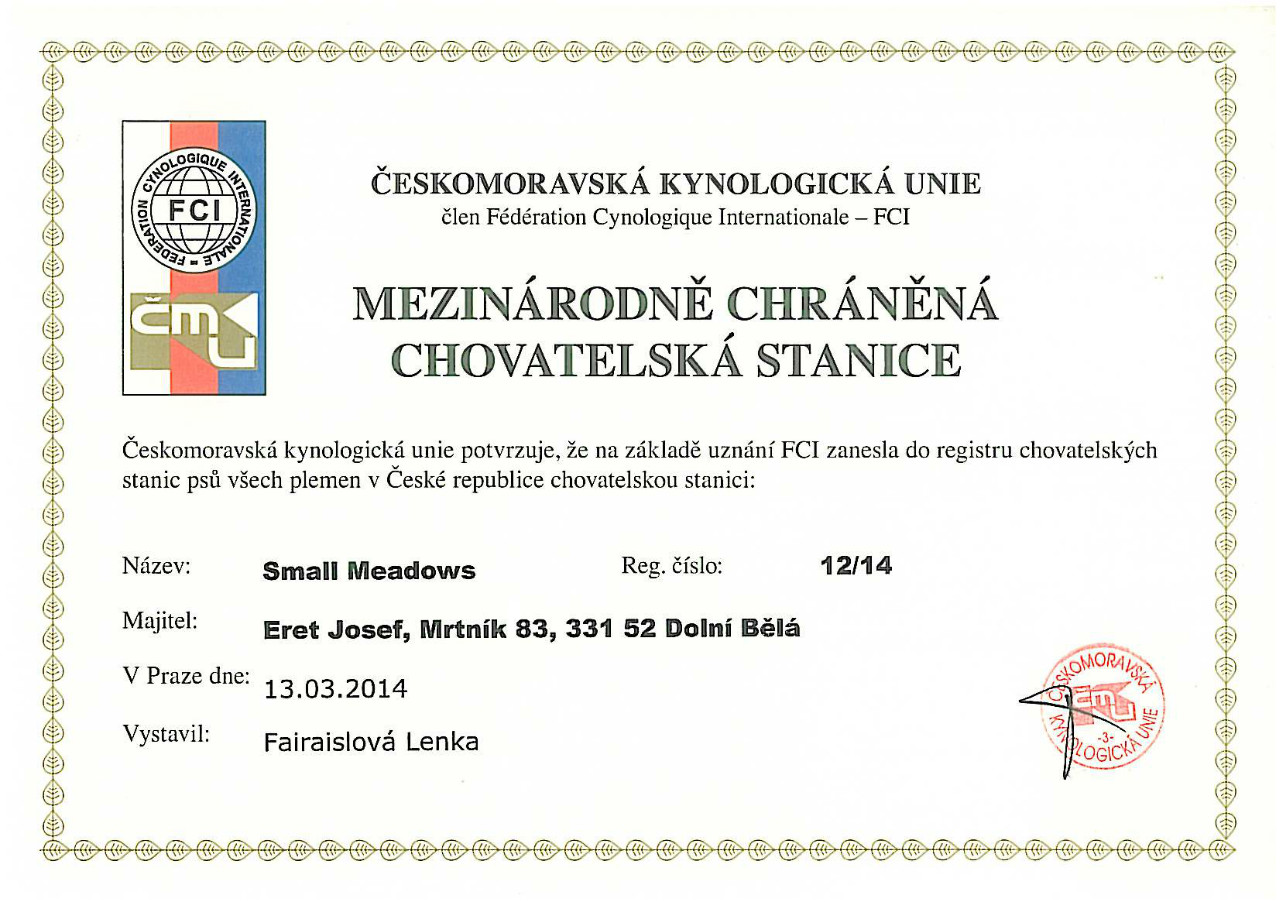 FEDERATION CYNOLOGIQUE INTERNATIONALE –
FCI
ČMKU
ČESKOMORAVSKÁ KYNOLOGICKÁ UNIE
člen Fédération Cynologique Internationale – FCI
MEZINÁRODNĚ CHRÁNĚNÁ
CHOVATELSKÁ STANICE
Českomoravská kynologická unie potvrzuje, že na základě uznání FCI zanesla do registru chovatelských
stanic psů všech plemen v České republice chovatelskou stanici:
Název: Small Meadows Reg. číslo: 12/14
Majitel: Eret Josef, Mrtník 83, 331 52 Dolní Bělá
V Praze dne: 13.03.2014
Vystavil: Fairaislová Lenka
ČESKOMORAVSKÁ
KYNOLOGICKÁ UNIE
ČMKU
-3-